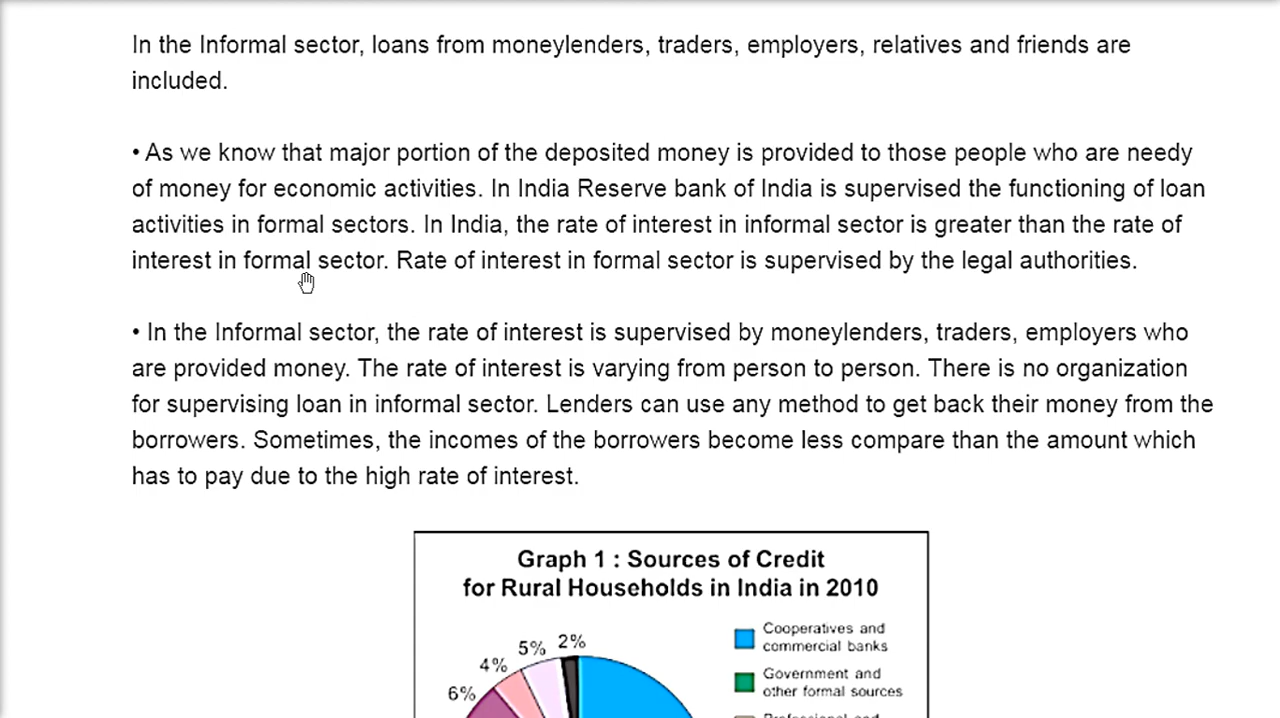 In the Informal sector, loans from moneylenders, traders, employers, relatives and friends are
included.
• As we know that major portion of the deposited money is provided to those people who are needy
of money for economic activities. In India Reserve bank of India is supervised the functioning of loan
activities in formal sectors. In India, the rate of interest in informal sector is greater than the rate of
interest in formal sector. Rate of interest in formal sector is supervised by the legal authorities.
• In the Informal sector, the rate of interest is supervised by moneylenders, traders, employers who
are provided money. The rate of interest is varying from person to person. There is no organization
for supervising loan in informal sector. Lenders can use any method to get back their money from the
borrowers. Sometimes, the incomes of the borrowers become less compare than the amount which
has to pay due to the high rate of interest.
Graph 1 : Sources of Credit
for Rural Households in India in 2010
Cooperatives and
commercial banks
5% 2%
4%
6%
Government and
other formal sources